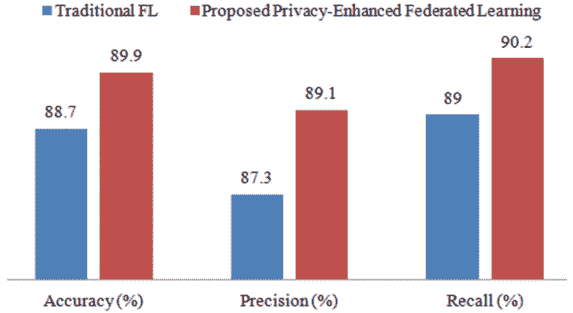 Traditional FL Proposed Privacy-Enhanced Federated Learning
88.7 89.9 87.3 89.1 89 90.2
Accuracy (%) Precision (%) Recall (%)